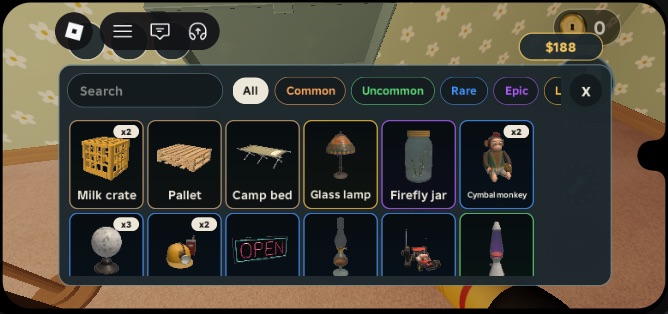 0
$188
Search
All
Common
Uncommon
Rare
Epic
L
X
x2
x2
Milk crate
Pallet
Camp bed
Glass lamp
Firefly jar
Cymbal monkey
x3
x2
OPEN